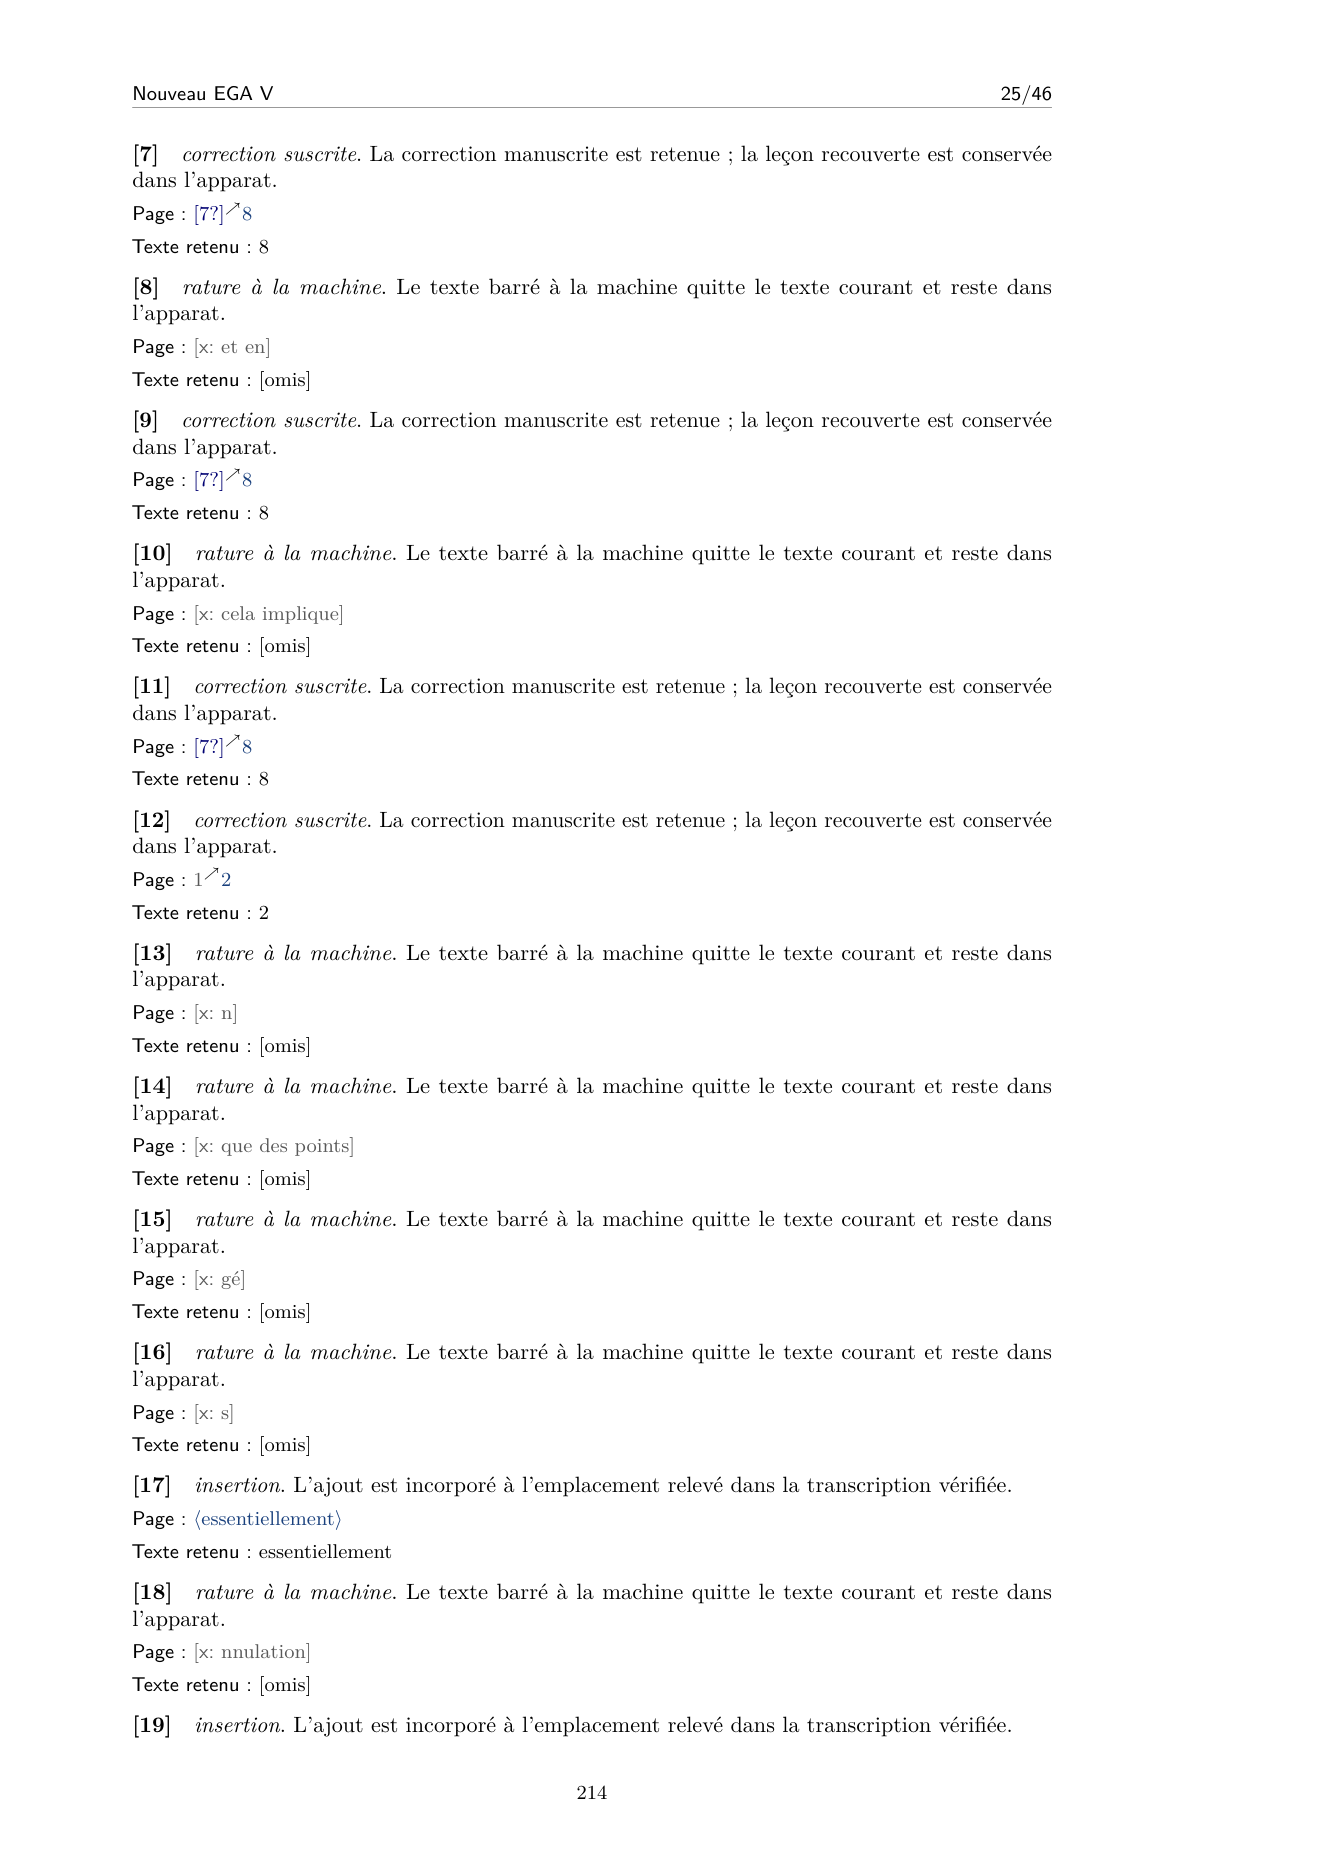 Nouveau EGA V 25/46
[7] correction suscrite. La correction manuscrite est retenue ; la leçon recouverte est conservée
dans l'apparat.
Page : [7?]↗8
Texte retenu : 8
[8] rature à la machine. Le texte barré à la machine quitte le texte courant et reste dans
l'apparat.
Page : [x: et en]
Texte retenu : [omis]
[9] correction suscrite. La correction manuscrite est retenue ; la leçon recouverte est conservée
dans l'apparat.
Page : [7?]↗8
Texte retenu : 8
[10] rature à la machine. Le texte barré à la machine quitte le texte courant et reste dans
l'apparat.
Page : [x: cela implique]
Texte retenu : [omis]
[11] correction suscrite. La correction manuscrite est retenue ; la leçon recouverte est conservée
dans l'apparat.
Page : [7?]↗8
Texte retenu : 8
[12] correction suscrite. La correction manuscrite est retenue ; la leçon recouverte est conservée
dans l'apparat.
Page : 1↗2
Texte retenu : 2
[13] rature à la machine. Le texte barré à la machine quitte le texte courant et reste dans
l'apparat.
Page : [x: n]
Texte retenu : [omis]
[14] rature à la machine. Le texte barré à la machine quitte le texte courant et reste dans
l'apparat.
Page : [x: que des points]
Texte retenu : [omis]
[15] rature à la machine. Le texte barré à la machine quitte le texte courant et reste dans
l'apparat.
Page : [x: gé]
Texte retenu : [omis]
[16] rature à la machine. Le texte barré à la machine quitte le texte courant et reste dans
l'apparat.
Page : [x: s]
Texte retenu : [omis]
[17] insertion. L'ajout est incorporé à l'emplacement relevé dans la transcription vérifiée.
Page : ⟨essentiellement⟩
Texte retenu : essentiellement
[18] rature à la machine. Le texte barré à la machine quitte le texte courant et reste dans
l'apparat.
Page : [x: nnulation]
Texte retenu : [omis]
[19] insertion. L'ajout est incorporé à l'emplacement relevé dans la transcription vérifiée.
214